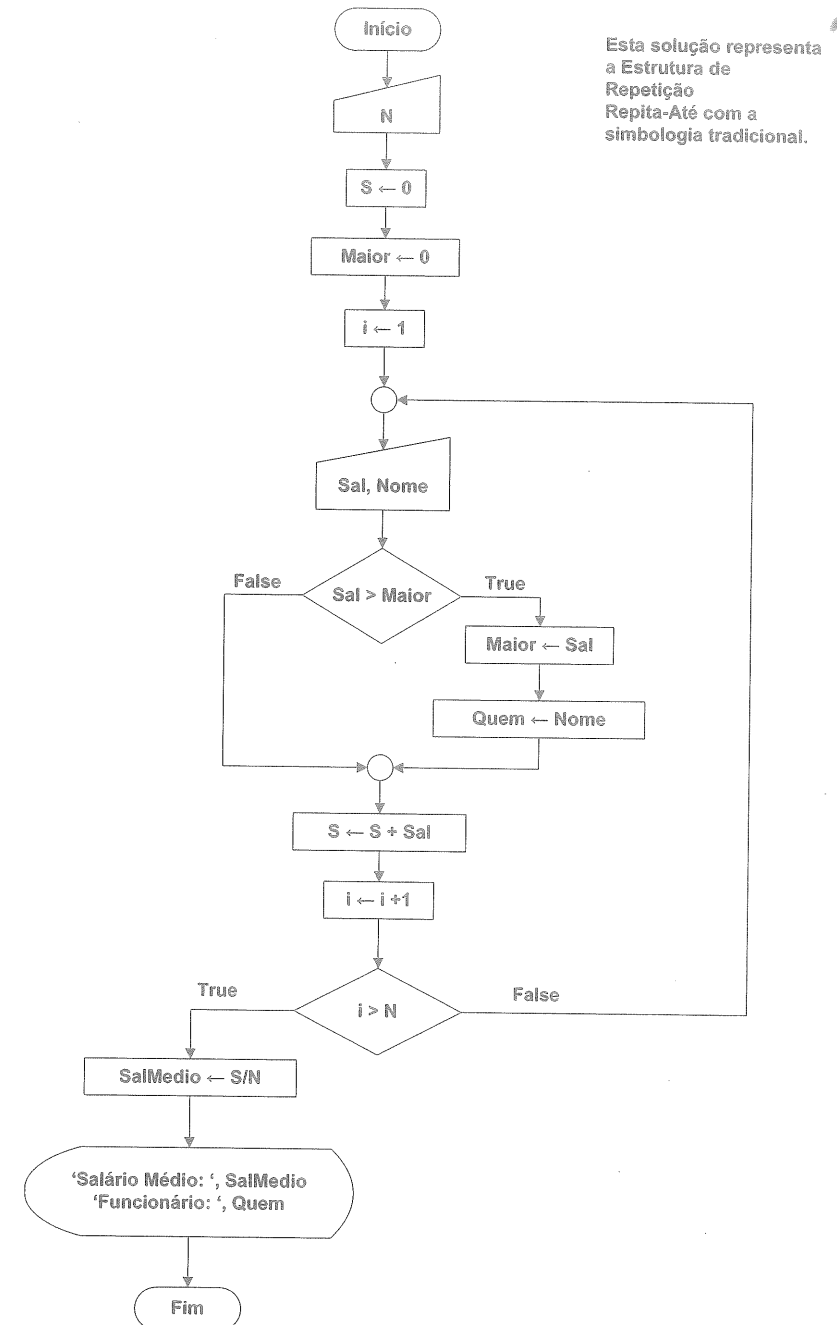 Início
Esta solução representa
a Estrutura de
Repetição
Repita-Até com a
simbologia tradicional.
N
S ← 0
Maior ← 0
i ← 1
Sal, Nome
False
Sal > Maior
True
Maior ← Sal
Quem ← Nome
S ← S + Sal
i ← i +1
True
i > N
False
SalMedio ← S/N
‘Salário Médio: ‘, SalMedio
‘Funcionário: ‘, Quem
Fim